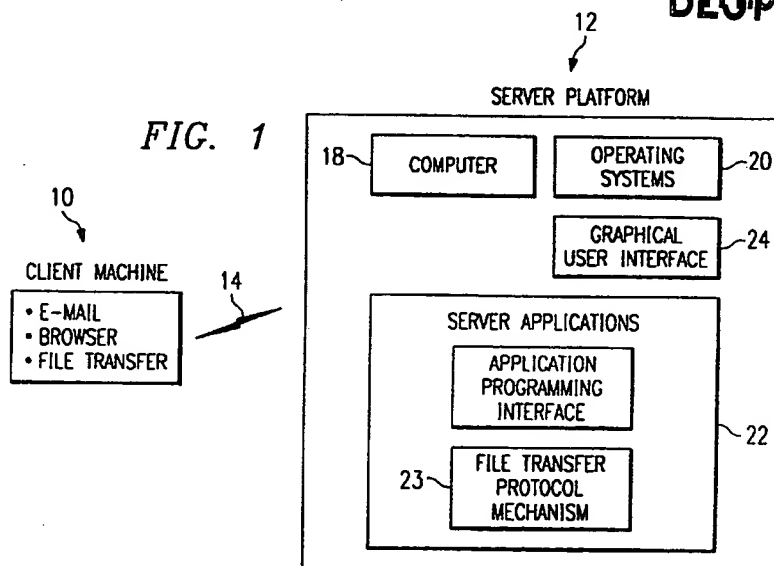 12
SERVER PLATFORM
FIG. 1
18
COMPUTER
OPERATING
SYSTEMS
20
10
GRAPHICAL
USER INTERFACE
24
CLIENT MACHINE
• E-MAIL
• BROWSER
• FILE TRANSFER
14
SERVER APPLICATIONS
APPLICATION
PROGRAMMING
INTERFACE
22
23
FILE TRANSFER
PROTOCOL
MECHANISM